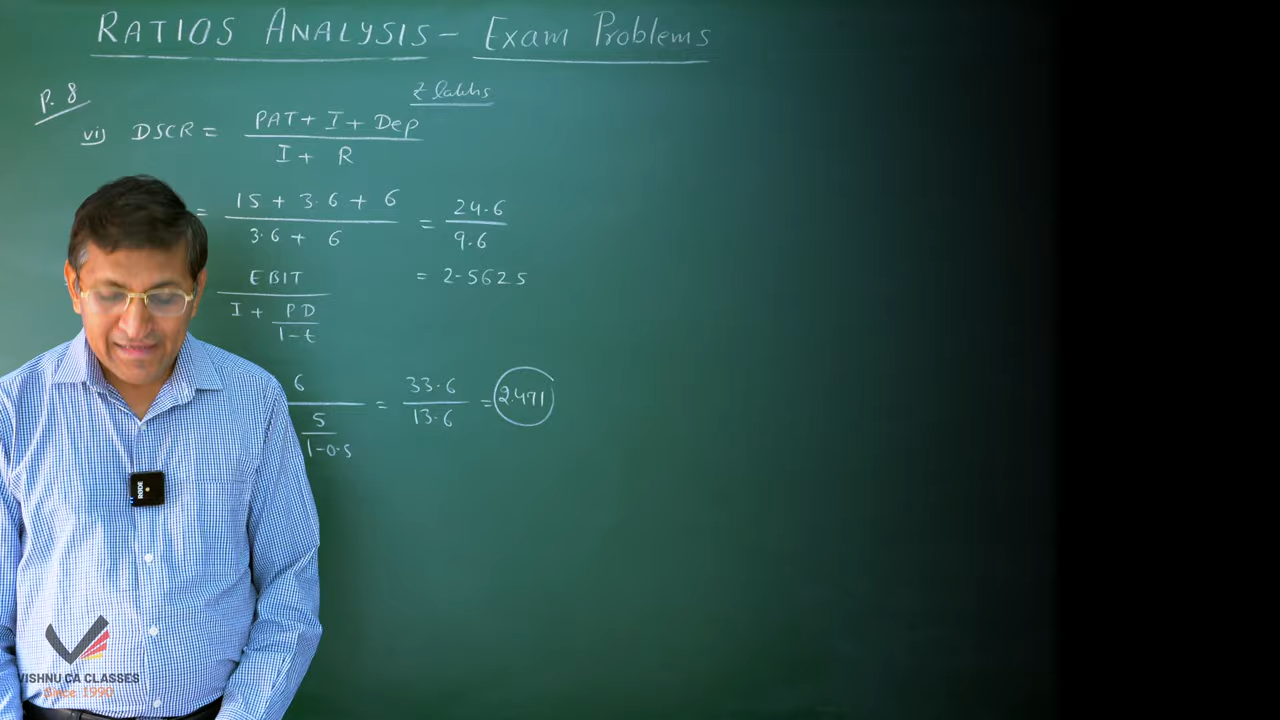 RATIOS ANALYSIS - Exam Problems
P. 8
₹ lakhs
vi) DSCR = PAT + I + Dep
I + R
= 15 + 3.6 + 6
3.6 + 6
= 24.6
9.6
= 2.5625
EBIT
I + PD
1-t
6
5
1-0.5
= 33.6
13.6
= 2.471
RODE
VISHNU CA CLASSES
Since 1990